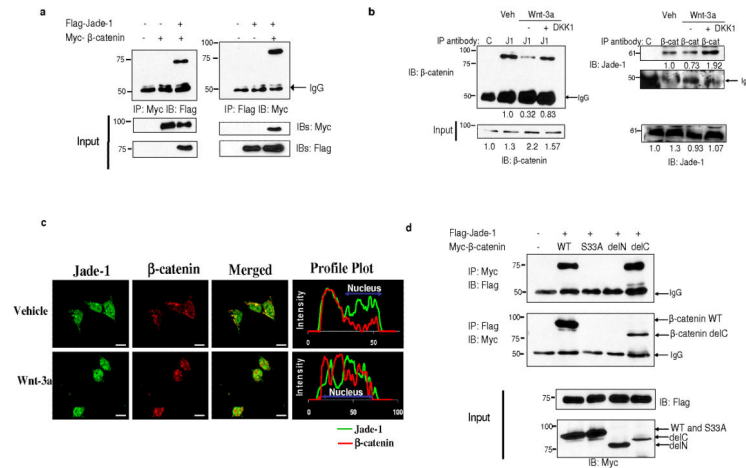 a
Flag-Jade-1 - - + - + +
Myc- β-catenin - + + - - +
75
50
75
50
IgG
IP: Myc IB: Flag
IP: Flag IB: Myc
Input
100
75
IBs: Myc
IBs: Flag
b
Veh Wnt-3a
- + DKK1
IP antibody: C J1 J1 J1
IB: β-catenin
100
75
50
IgG
1.0 0.32 0.83
Input
100
1.0 1.3 2.2 1.57
IB: β-catenin
Veh Wnt-3a
- + DKK1
IP antibody: C β-cat β-cat β-cat
61
IB: Jade-1 1.0 0.73 1.92
50
61
1.0 1.3 0.93 1.07
IB: Jade-1
c
Jade-1 β-catenin Merged Profile Plot
Vehicle
Intensity
Nucleus
0 50
Wnt-3a
Intensity
Nucleus
0 50 100
Jade-1
β-catenin
d
Flag-Jade-1 - + + + +
Myc-β-catenin - WT S33A delN delC
IP: Myc
IB: Flag
75
50
IgG
IP: Flag
IB: Myc
100
75
50
β-catenin WT
β-catenin delC
IgG
Input
75
IB: Flag
100
75
WT and S33A
delC
delN
IB: Myc